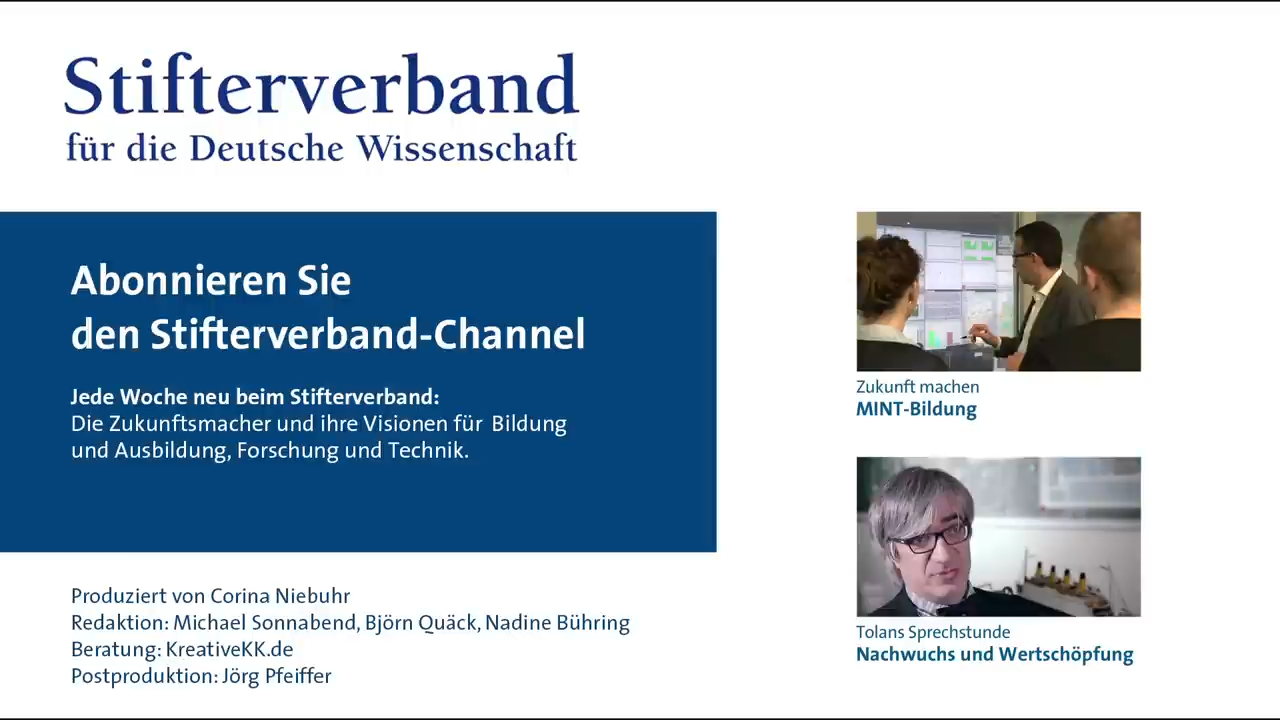 Stifterverband
für die Deutsche Wissenschaft
Abonnieren Sie
den Stifterverband-Channel
Jede Woche neu beim Stifterverband:
Die Zukunftsmacher und ihre Visionen für Bildung
und Ausbildung, Forschung und Technik.
Produziert von Corina Niebuhr
Redaktion: Michael Sonnabend, Björn Quäck, Nadine Bühring
Beratung: KreativeKK.de
Postproduktion: Jörg Pfeiffer
Zukunft machen
MINT-Bildung
Tolans Sprechstunde
Nachwuchs und Wertschöpfung